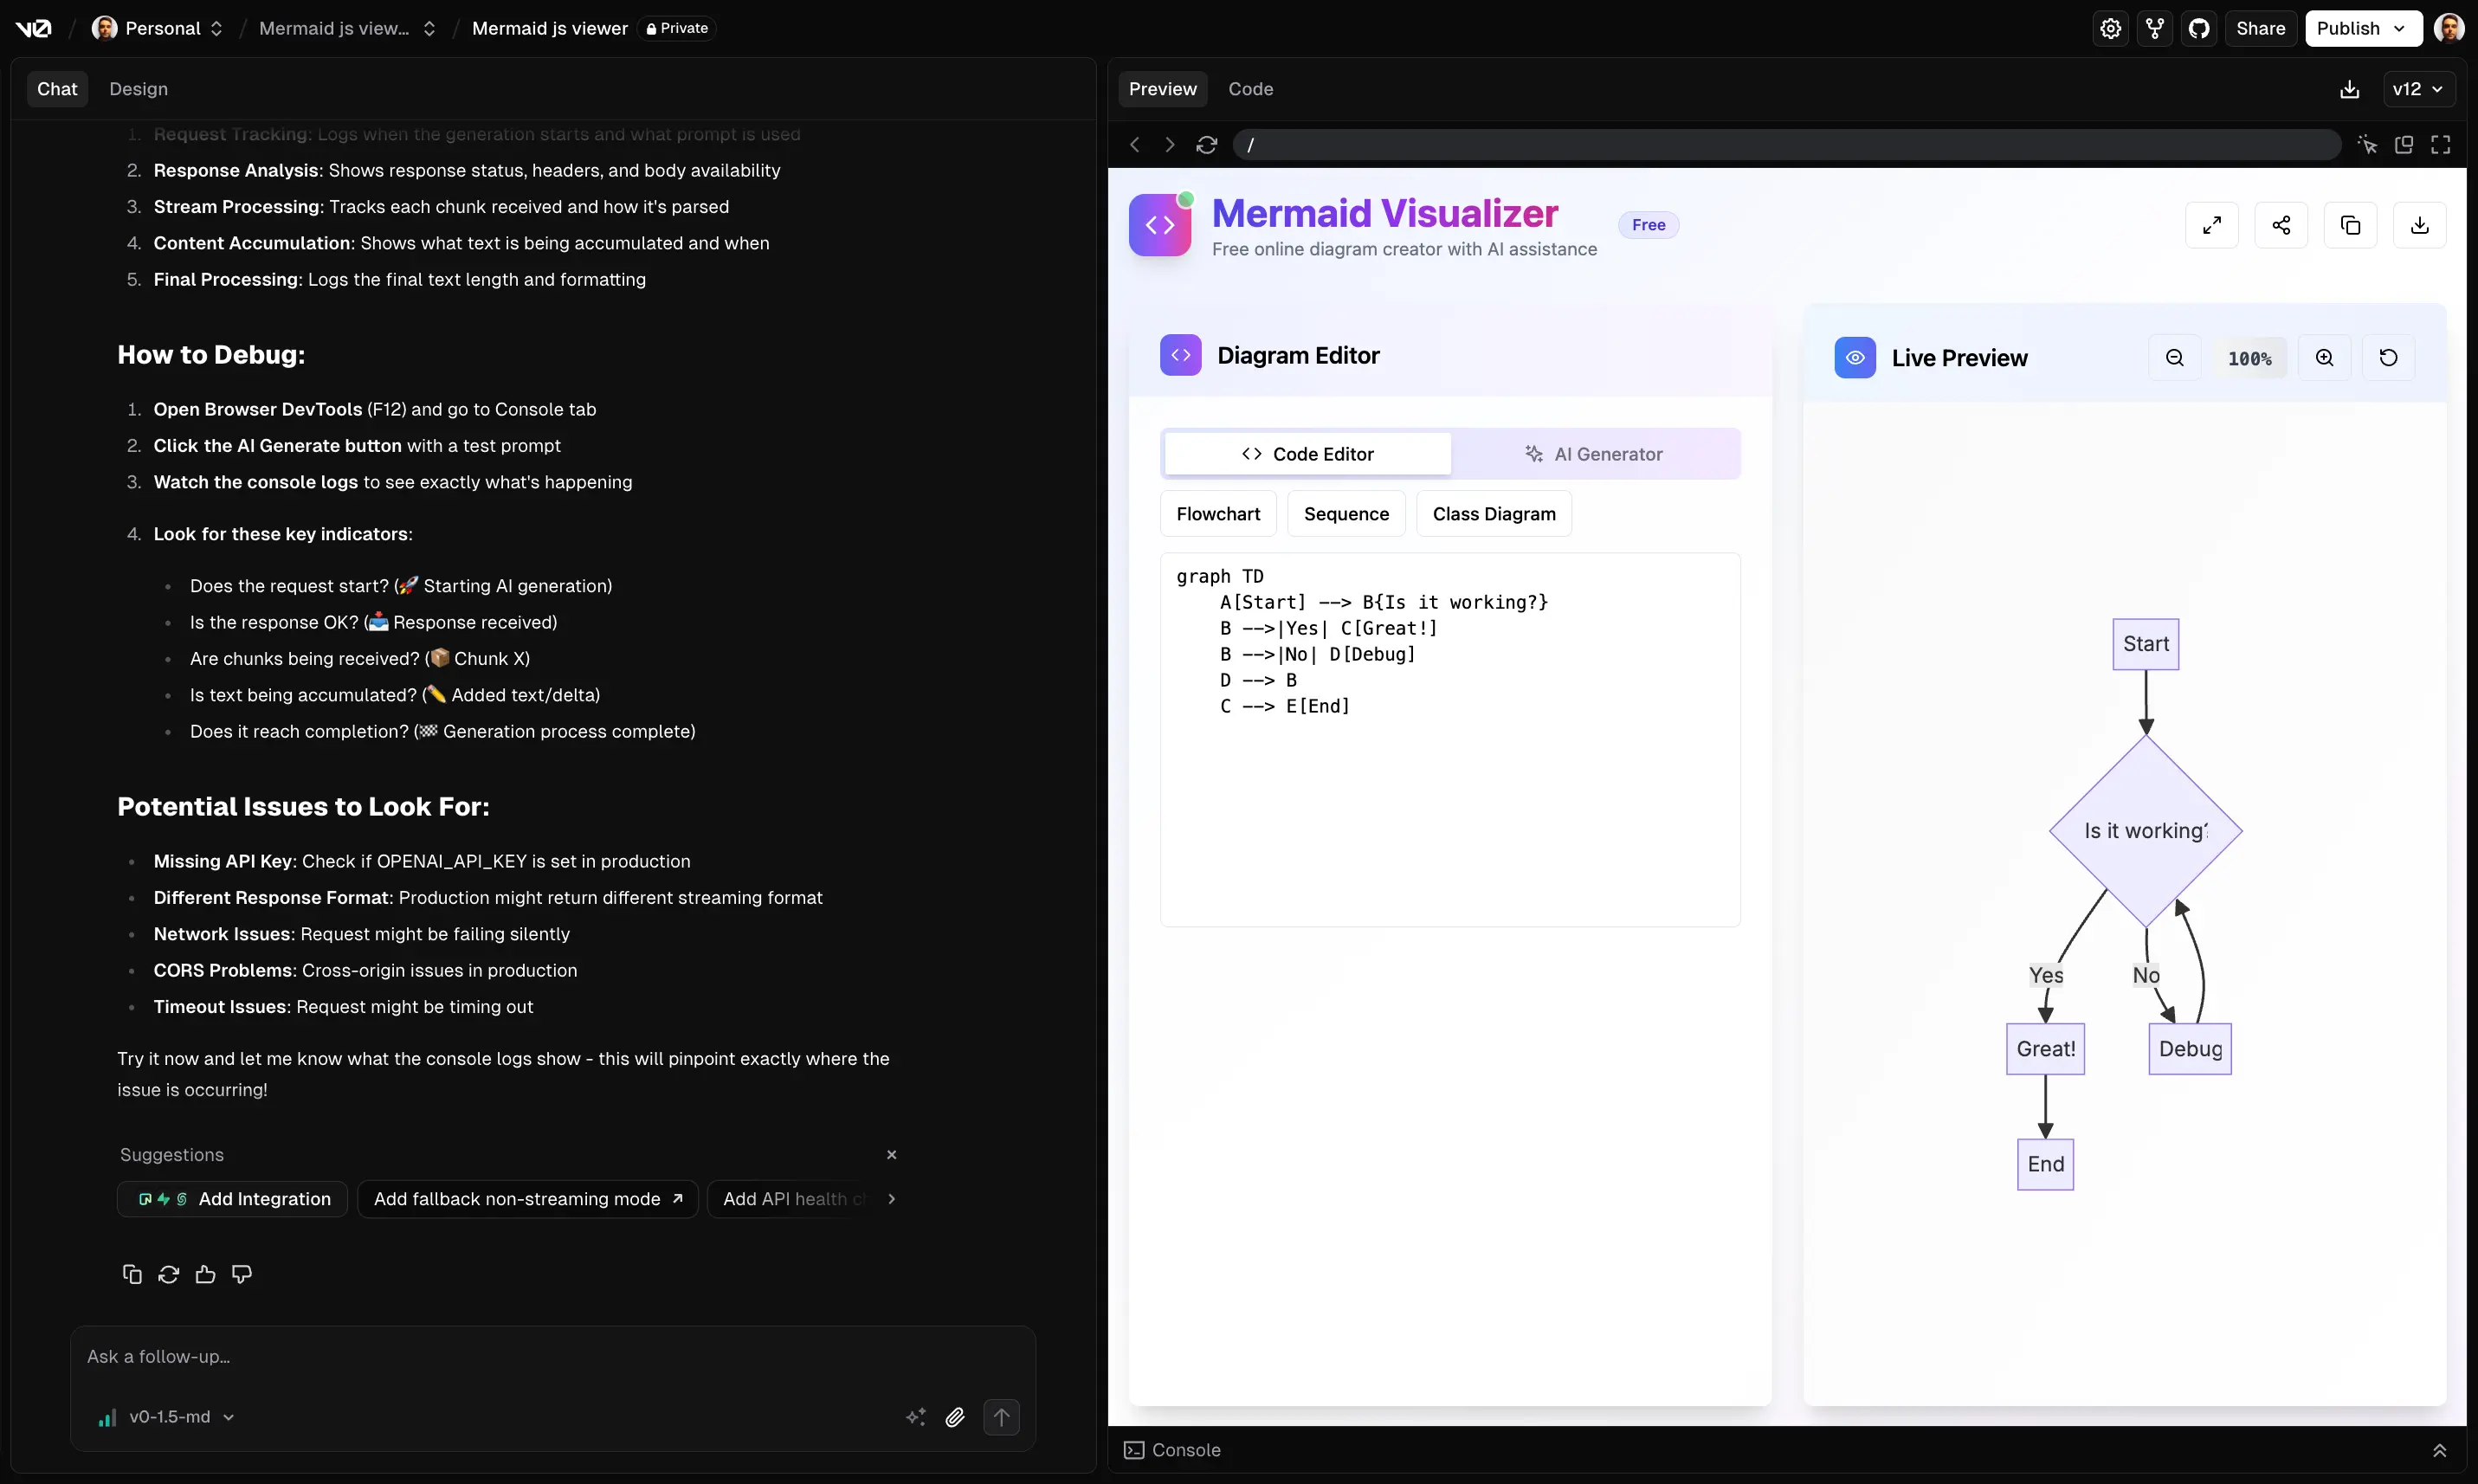 v0 / Personal / Mermaid js view... / Mermaid js viewer Private
Share Publish
Chat Design
1. Request Tracking: Logs when the generation starts and what prompt is used
2. Response Analysis: Shows response status, headers, and body availability
3. Stream Processing: Tracks each chunk received and how it's parsed
4. Content Accumulation: Shows what text is being accumulated and when
5. Final Processing: Logs the final text length and formatting
How to Debug:
1. Open Browser DevTools (F12) and go to Console tab
2. Click the AI Generate button with a test prompt
3. Watch the console logs to see exactly what's happening
4. Look for these key indicators:
• Does the request start? (🚀 Starting AI generation)
• Is the response OK? (📥 Response received)
• Are chunks being received? (📦 Chunk X)
• Is text being accumulated? (✏️ Added text/delta)
• Does it reach completion? (🏁 Generation process complete)
Potential Issues to Look For:
• Missing API Key: Check if OPENAI_API_KEY is set in production
• Different Response Format: Production might return different streaming format
• Network Issues: Request might be failing silently
• CORS Problems: Cross-origin issues in production
• Timeout Issues: Request might be timing out
Try it now and let me know what the console logs show - this will pinpoint exactly where the
issue is occurring!
Suggestions
Add Integration
Add fallback non-streaming mode
Add API health
Ask a follow-up...
v0-1.5-md
Preview Code
v12
/
Mermaid Visualizer
Free online diagram creator with AI assistance
Free
Diagram Editor
Code Editor
AI Generator
Flowchart
Sequence
Class Diagram
graph TD
A[Start] --> B{Is it working?}
B -->|Yes| C[Great!]
B -->|No| D[Debug]
D --> B
C --> E[End]
Live Preview
100%
Start
Is it working?
Yes
No
Great!
Debug
End
Console